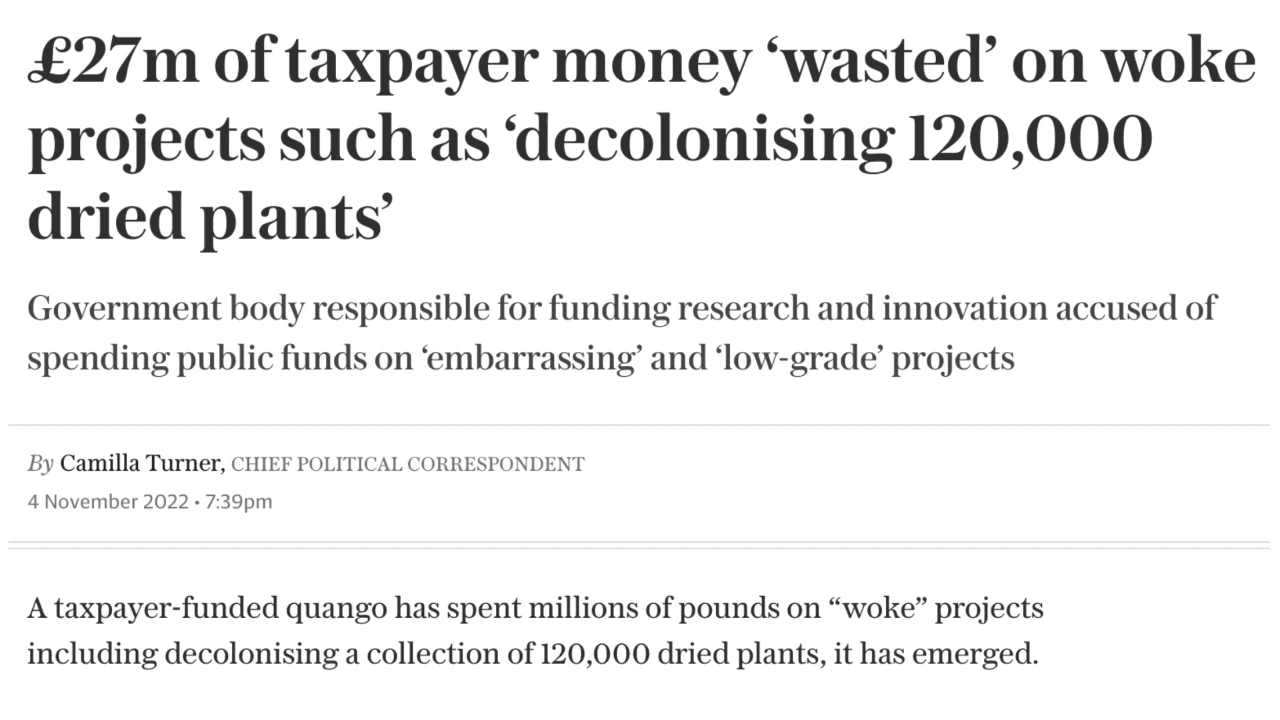 £27m of taxpayer money ‘wasted’ on woke
projects such as ‘decolonising 120,000
dried plants’
Government body responsible for funding research and innovation accused of
spending public funds on ‘embarrassing’ and ‘low-grade’ projects
By Camilla Turner, CHIEF POLITICAL CORRESPONDENT
4 November 2022 • 7:39pm
A taxpayer-funded quango has spent millions of pounds on “woke” projects
including decolonising a collection of 120,000 dried plants, it has emerged.